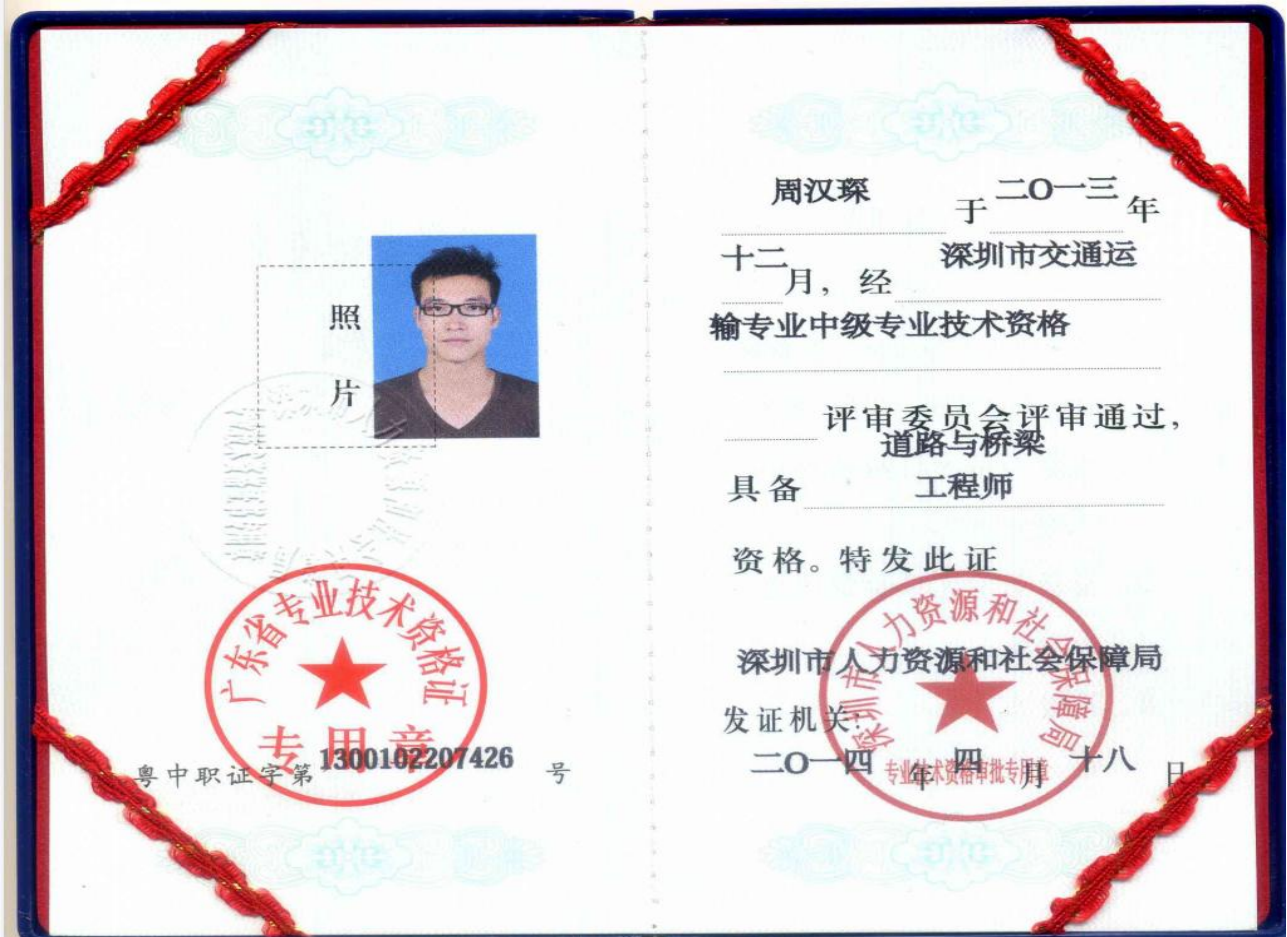 照
片
广东省专业技术资格证
专用章
粤中职证字第 1300102207426 号
周汉琛 于 二O一三 年
十二 月，经 深圳市交通运
输专业中级专业技术资格
评审委员会评审通过，
道路与桥梁
具备 工程师
资格。特发此证
深圳市人力资源和社会保障局
深圳市人力资源和社会保障局
发证机关：
二O一四 年 四 月 十八 日
专业技术资格审批专用章